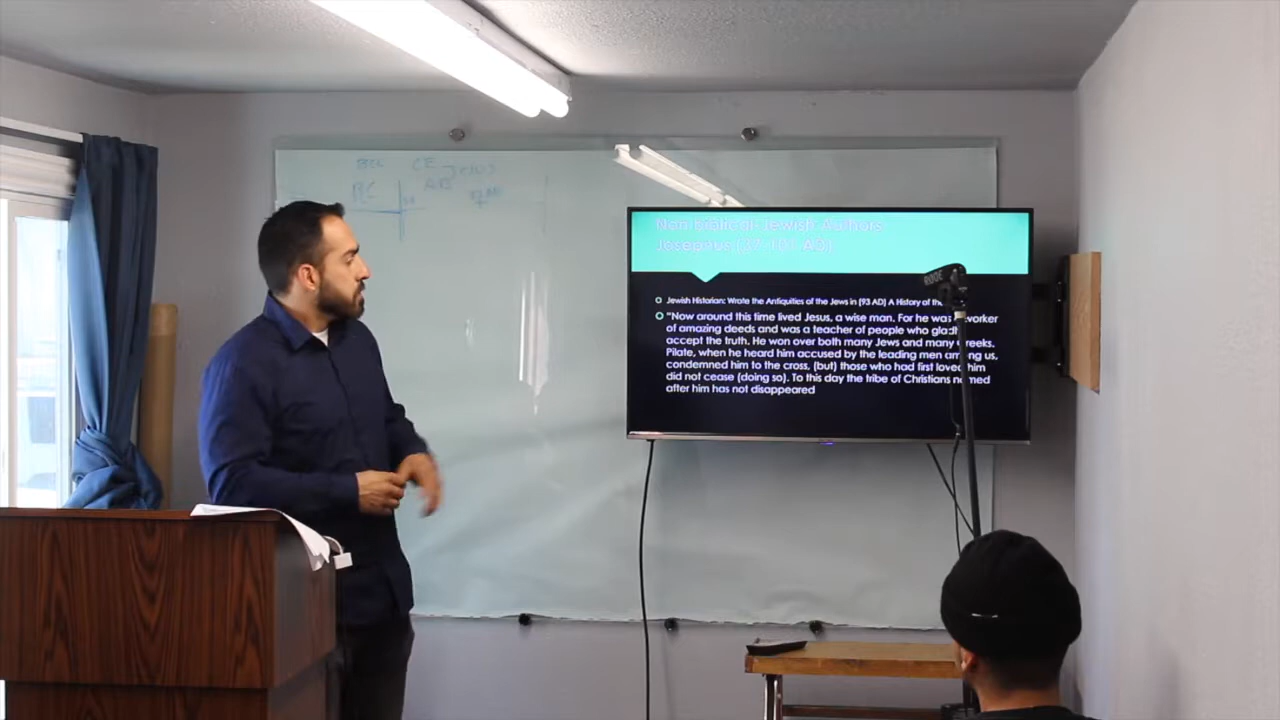 BCE CE JESUS
BC AD
Non Biblical: Jewish Authors
Josephus (37-101 AD)
RODE
Jewish Historian: Wrote the Antiquities of the Jews in (93 AD) A History of the
"Now around this time lived Jesus, a wise man. For he was worker
of amazing deeds and was a teacher of people who gladly
accept the truth. He won over both many Jews and many Greeks.
Pilate, when he heard him accused by the leading men among us,
condemned him to the cross, (but) those who had first loved him
did not cease (doing so). To this day the tribe of Christians named
after him has not disappeared